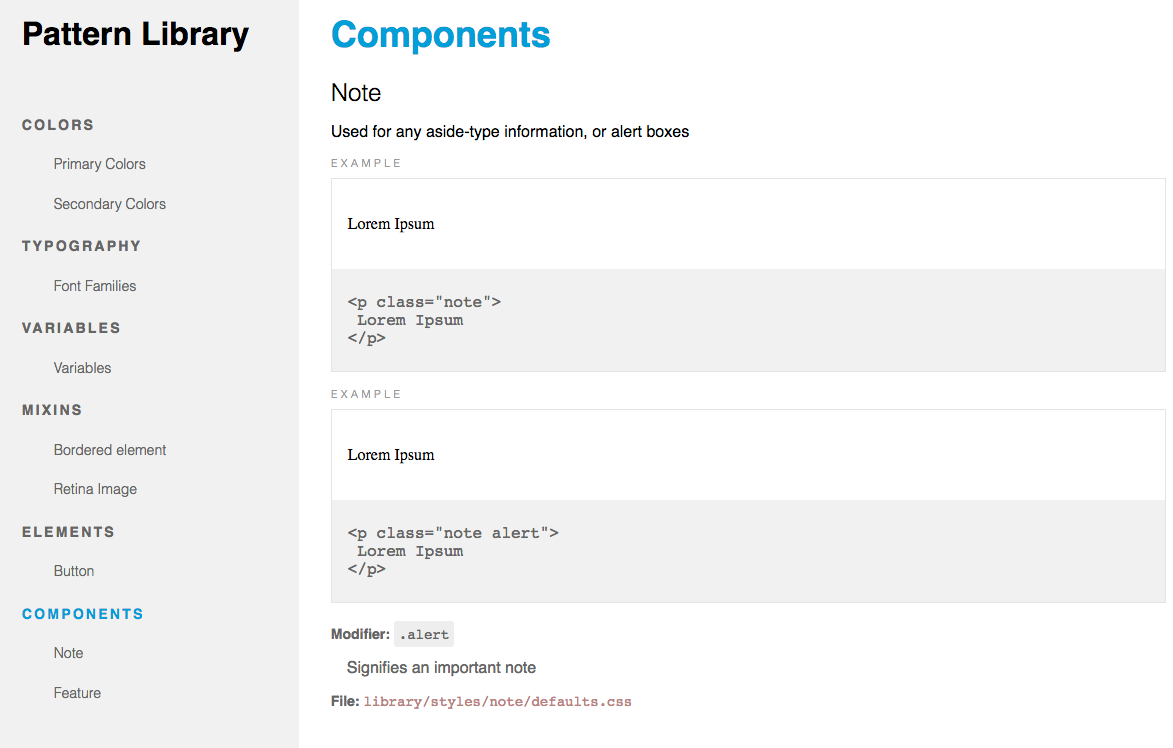 Pattern Library
COLORS
Primary Colors
Secondary Colors
TYPOGRAPHY
Font Families
VARIABLES
Variables
MIXINS
Bordered element
Retina Image
ELEMENTS
Button
COMPONENTS
Note
Feature
Components
Note
Used for any aside-type information, or alert boxes
EXAMPLE
Lorem Ipsum
<p class="note">
 Lorem Ipsum
</p>
EXAMPLE
Lorem Ipsum
<p class="note alert">
 Lorem Ipsum
</p>
Modifier: .alert
Signifies an important note
File: library/styles/note/defaults.css